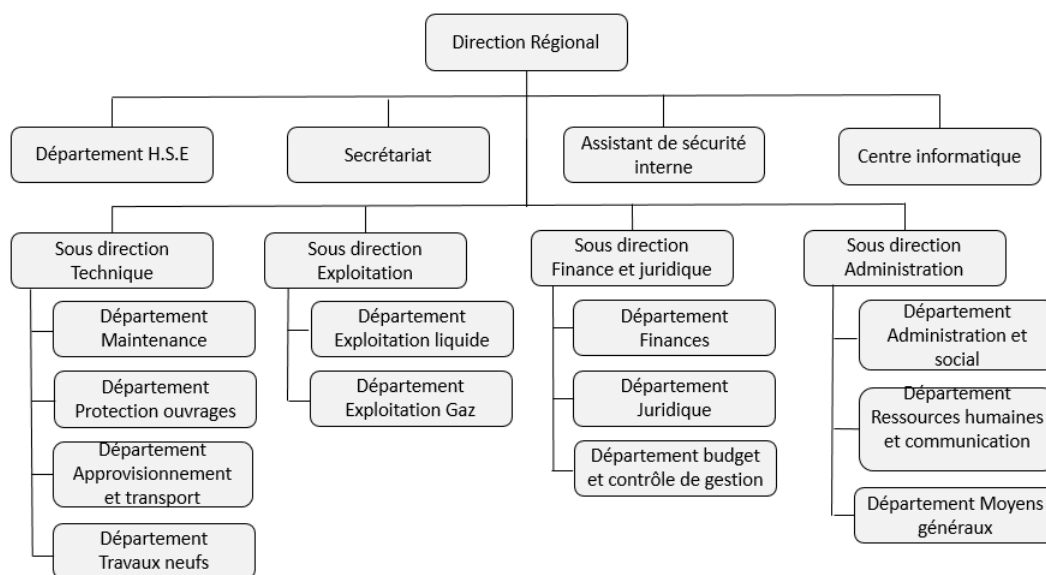 Direction Régional
Département H.S.E
Secrétariat
Assistant de sécurité
interne
Centre informatique
Sous direction
Technique
Sous direction
Exploitation
Sous direction
Finance et juridique
Sous direction
Administration
Département
Maintenance
Département
Protection ouvrages
Département
Approvisionnement
et transport
Département
Travaux neufs
Département
Exploitation liquide
Département
Exploitation Gaz
Département
Finances
Département
Juridique
Département budget
et contrôle de gestion
Département
Administration et
social
Département
Ressources humaines
et communication
Département Moyens
généraux